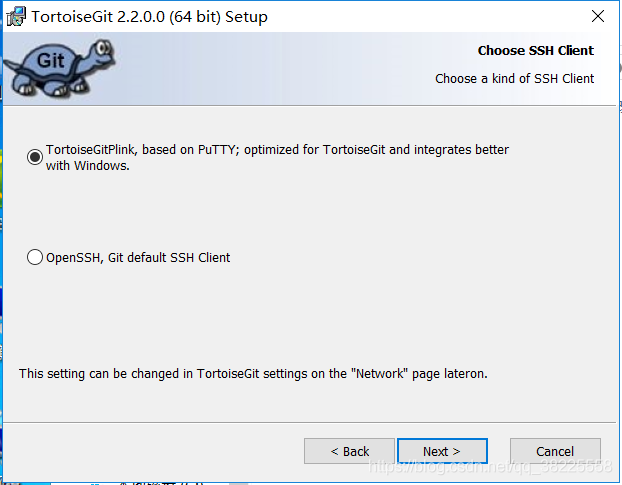 TortoiseGit 2.2.0.0 (64 bit) Setup
Git
Choose SSH Client
Choose a kind of SSH Client
TortoiseGitPlink, based on PuTTY; optimized for TortoiseGit and integrates better
with Windows.
OpenSSH, Git default SSH Client
This setting can be changed in TortoiseGit settings on the "Network" page lateron.
< Back
Next >
Cancel
https://blog.csdn.net/qq_38225558